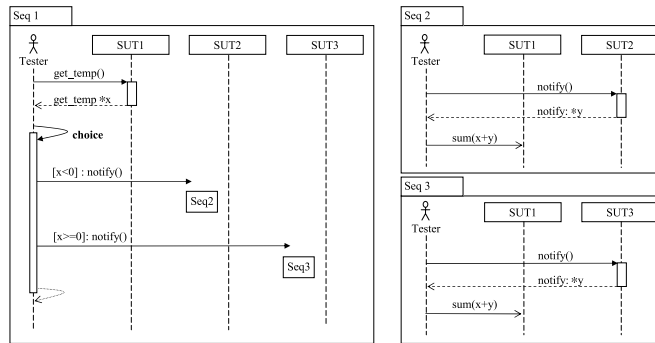 Seq 1
SUT1 SUT2 SUT3
Tester
get_temp()
get_temp *x
choice
[x<0] : notify()
Seq2
[x>=0]: notify()
Seq3
Seq 2
SUT1 SUT2
Tester
notify()
notify: *y
sum(x+y)
Seq 3
SUT1 SUT3
Tester
notify()
notify: *y
sum(x+y)